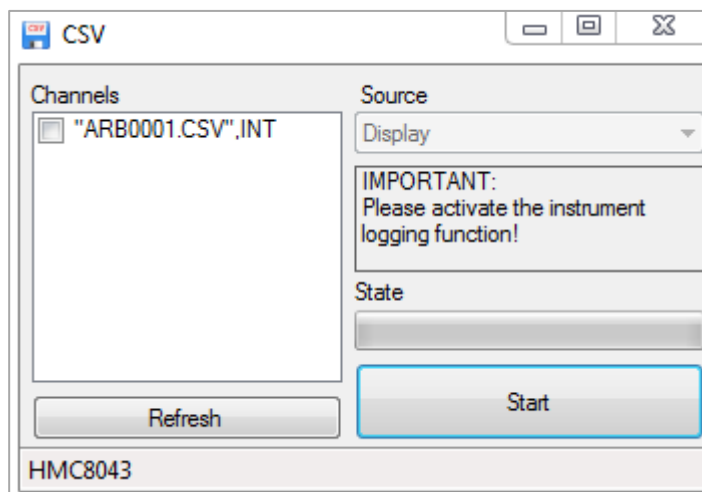 CSV
Channels
"ARB0001.CSV",INT
Refresh
Source
Display
IMPORTANT:
Please activate the instrument
logging function!
State
Start
HMC8043